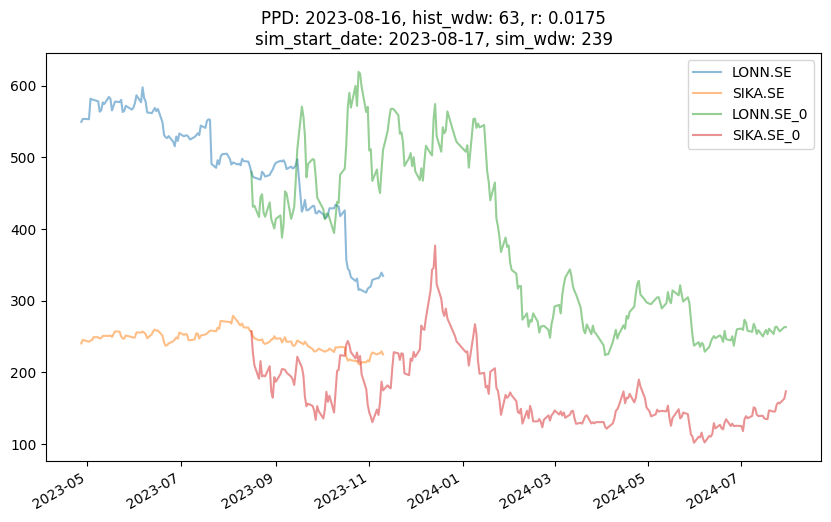 PPD: 2023-08-16, hist_wdw: 63, r: 0.0175
sim_start_date: 2023-08-17, sim_wdw: 239
LONN.SE
SIKA.SE
LONN.SE_0
SIKA.SE_0
600
500
400
300
200
100
2023-05
2023-07
2023-09
2023-11
2024-01
2024-03
2024-05
2024-07